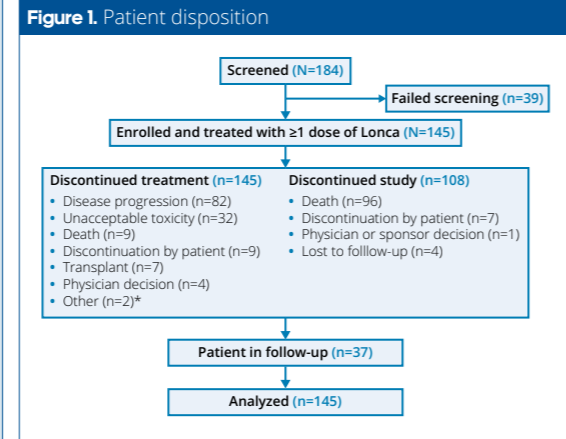 Figure 1. Patient disposition
Screened (N=184)
Failed screening (n=39)
Enrolled and treated with ≥1 dose of Lonca (N=145)
Discontinued treatment (n=145)
• Disease progression (n=82)
• Unacceptable toxicity (n=32)
• Death (n=9)
• Discontinuation by patient (n=9)
• Transplant (n=7)
• Physician decision (n=4)
• Other (n=2)*
Discontinued study (n=108)
• Death (n=96)
• Discontinuation by patient (n=7)
• Physician or sponsor decision (n=1)
• Lost to folllow-up (n=4)
Patient in follow-up (n=37)
Analyzed (n=145)